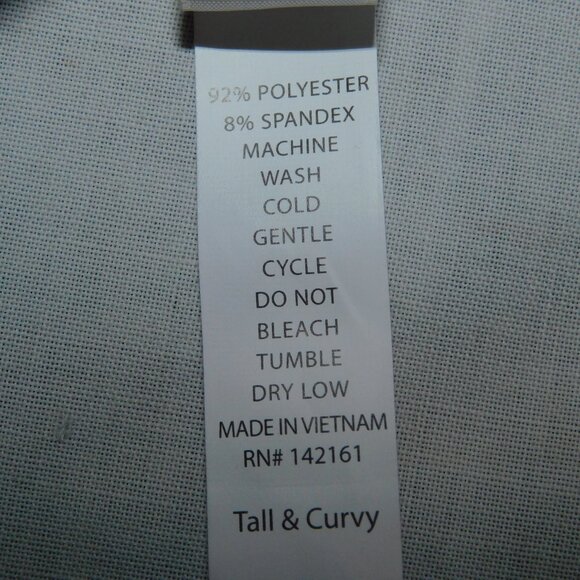 92% POLYESTER
8% SPANDEX
MACHINE
WASH
COLD
GENTLE
CYCLE
DO NOT
BLEACH
TUMBLE
DRY LOW
MADE IN VIETNAM
RN# 142161
Tall & Curvy